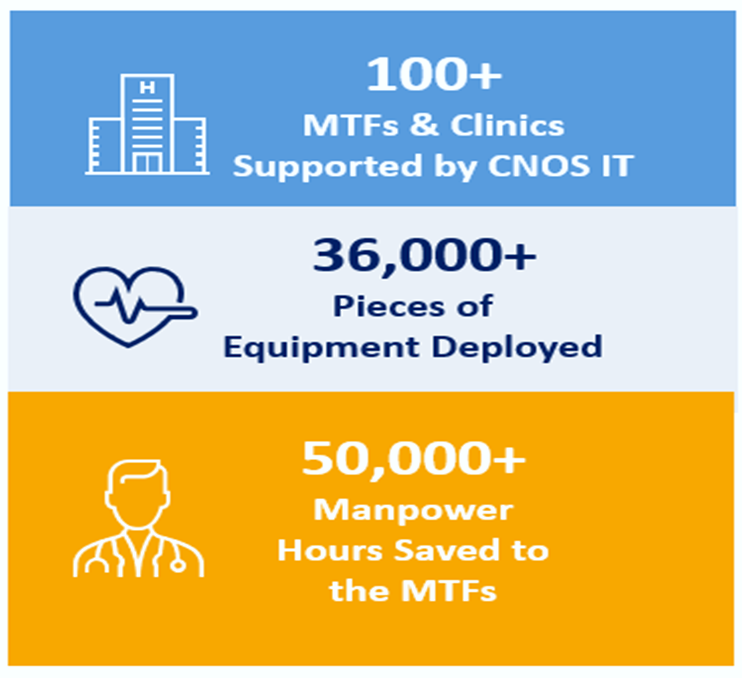 H
100+
MTFs & Clinics
Supported by CNOS IT
36,000+
Pieces of
Equipment Deployed
50,000+
Manpower
Hours Saved to
the MTFs